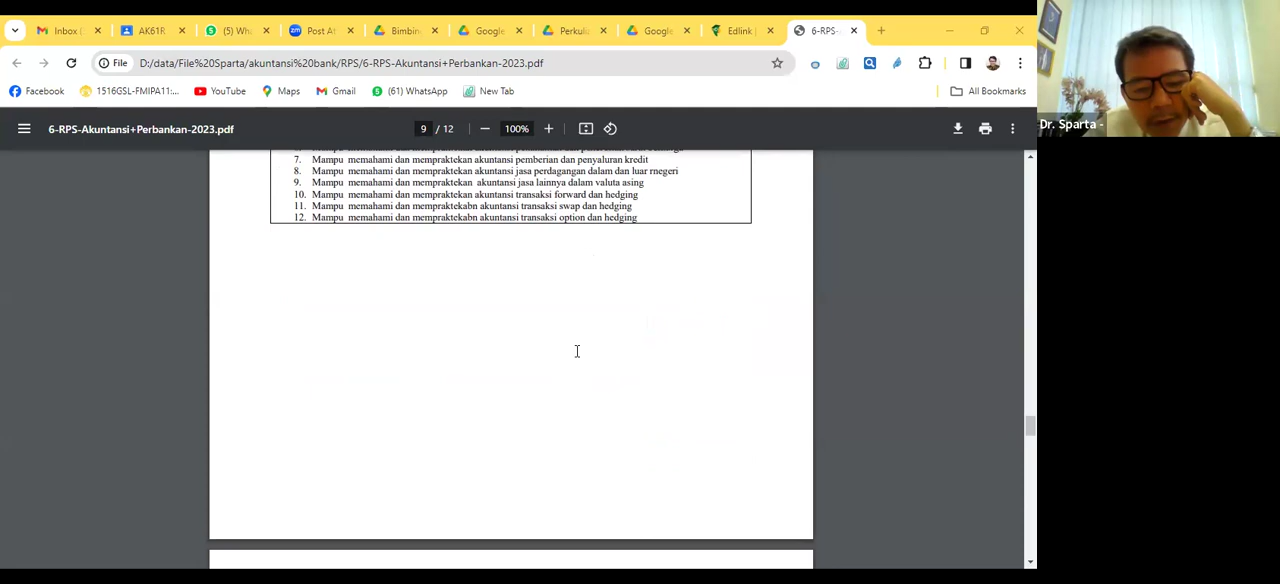 Inbox
AK61R
(5) Wh
Post At
Bimbin
Google
Perkulia
Google
Edlink
6-RPS-
File
D:/data/File%20Sparta/akuntansi%20bank/RPS/6-RPS-Akuntansi+Perbankan-2023.pdf
Facebook
1516GSL-FMIPA11:...
YouTube
Maps
Gmail
(61) WhatsApp
New Tab
All Bookmarks
6-RPS-Akuntansi+Perbankan-2023.pdf
9 / 12
100%
Dr. Sparta -
7. Mampu memahami dan mempraktekan akuntansi pemberian dan penyaluran kredit
8. Mampu memahami dan mempraktekan akuntansi jasa perdagangan dalam dan luar rnegeri
9. Mampu memahami dan mempraktekan akuntansi jasa lainnya dalam valuta asing
10. Mampu memahami dan mempraktekan akuntansi transaksi forward dan hedging
11. Mampu memahami dan mempraktekabn akuntansi transaksi swap dan hedging
12. Mampu memahami dan mempraktekabn akuntansi transaksi option dan hedging